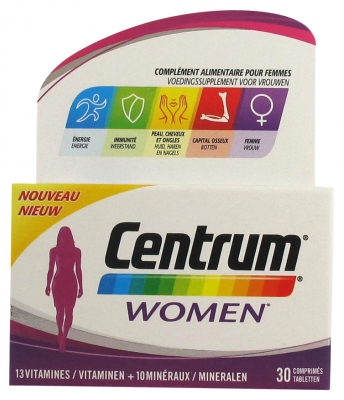 COMPLÉMENT ALIMENTAIRE POUR FEMMES
VOEDINGSSUPPLEMENT VOOR VROUWEN
ÉNERGIE
ENERGIE
IMMUNITÉ
WEERSTAND
PEAU, CHEVEUX
ET ONGLES
HUID, HAREN
EN NAGELS
CAPITAL OSSEUX
BOTTEN
FEMME
VROUW
NOUVEAU
NIEUW
Centrum®
WOMEN®
13 VITAMINES / VITAMINEN + 10 MINÉRAUX / MINERALEN
30 COMPRIMÉS
TABLETTEN